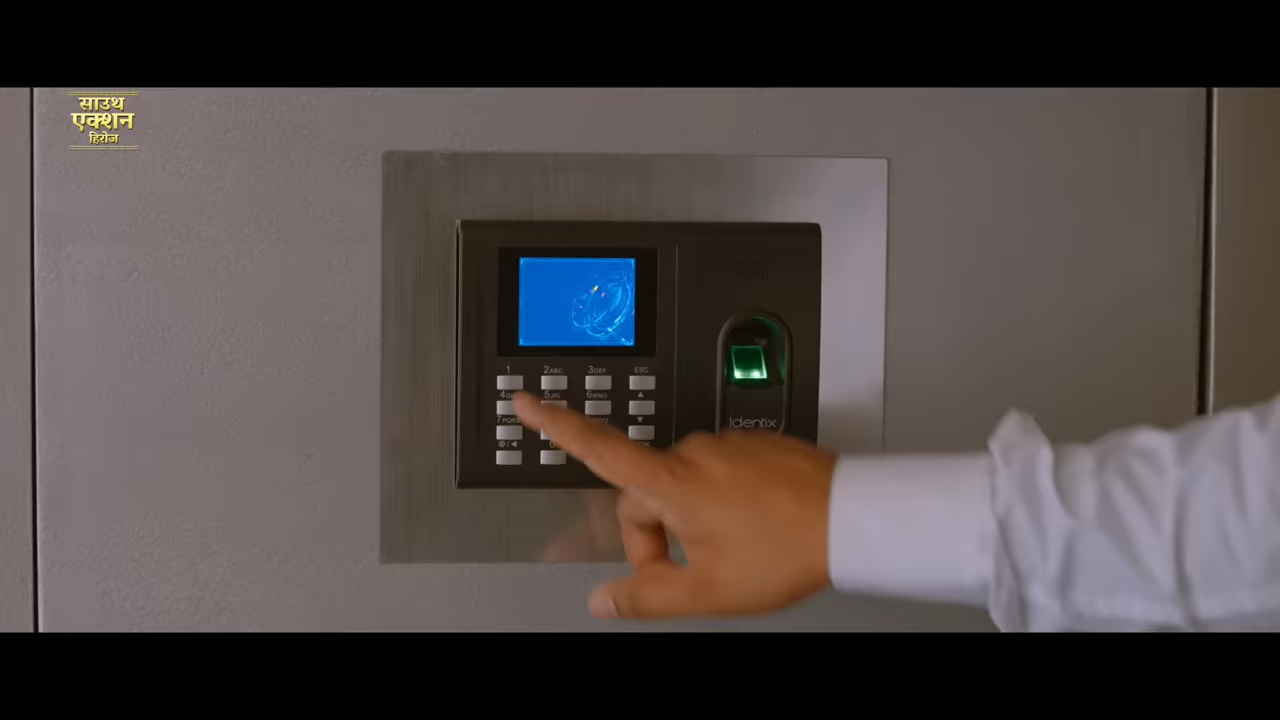 साउथ
एक्शन
हिरोज
1 2ABC 3DEF ESC
5JKL 6MNO
7PQRS
Identix